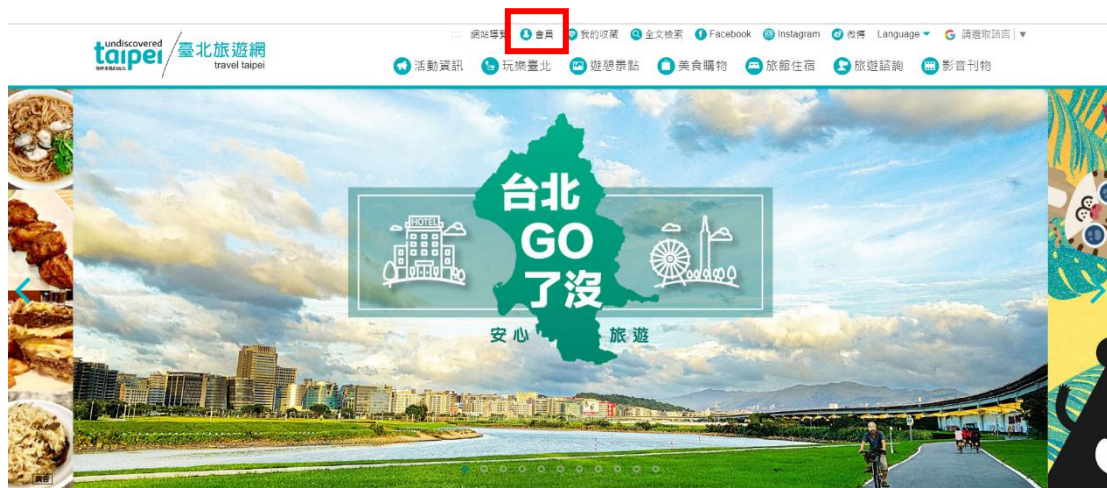 網站導覽 會員 我的收藏 全文檢索 Facebook Instagram 微博 Language ▼ G 請選取語言 | ▼
undiscovered
taipei
臺北旅遊網
travel taipei
活動資訊 玩樂臺北 遊憩景點 美食購物 旅館住宿 旅遊諮詢 影音刊物
HOTEL
台北
GO
了沒
安心 旅遊
廣告